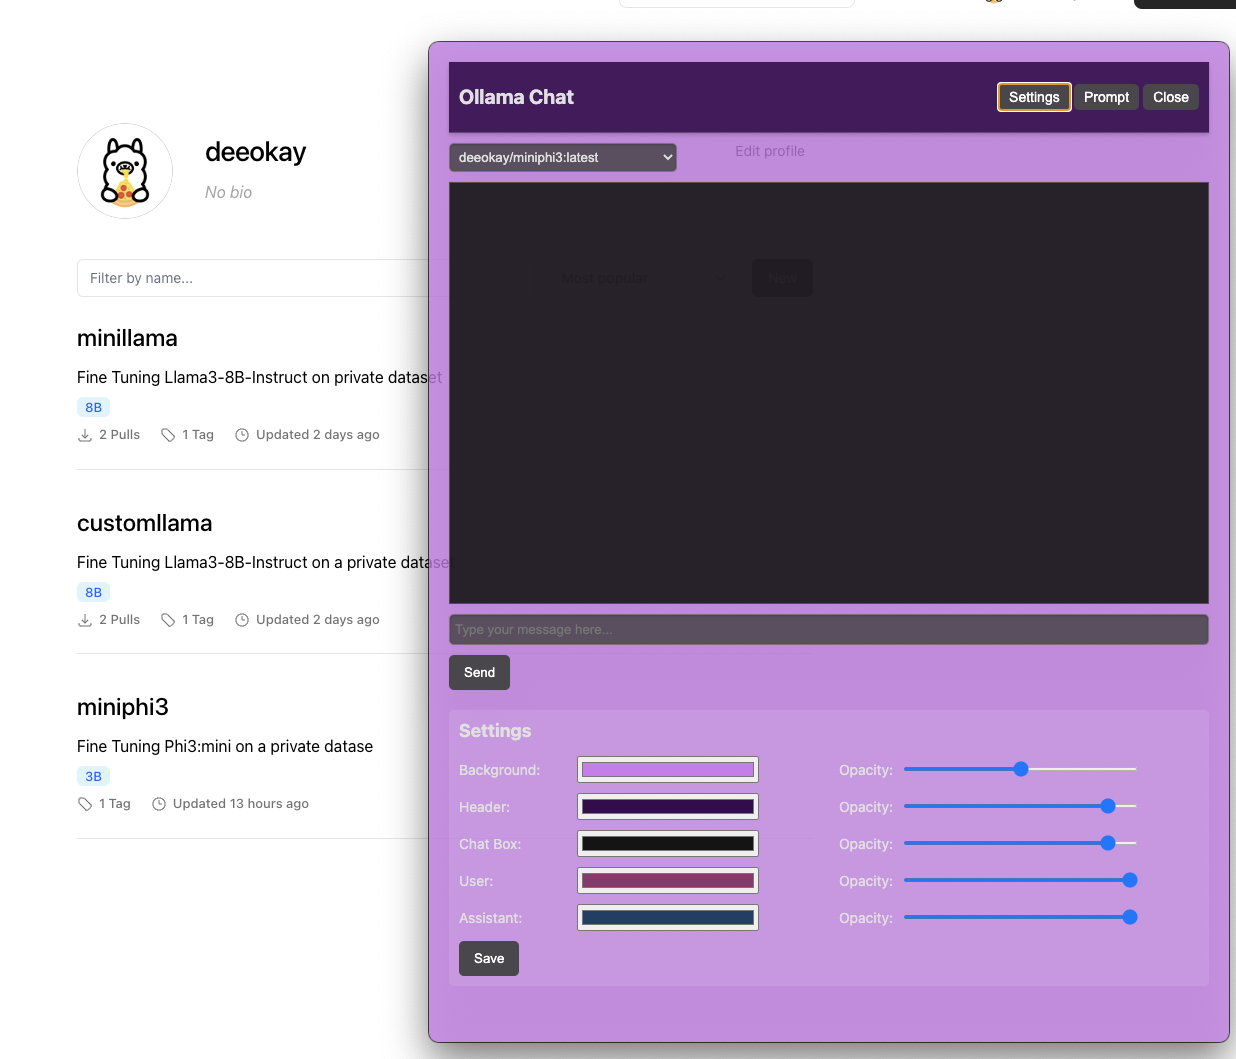 deeokay
No bio
Filter by name...
minillama
Fine Tuning Llama3-8B-Instruct on private dataset
8B
2 Pulls 1 Tag Updated 2 days ago
customllama
Fine Tuning Llama3-8B-Instruct on a private dataset
8B
2 Pulls 1 Tag Updated 2 days ago
miniphi3
Fine Tuning Phi3:mini on a private datase
3B
1 Tag Updated 13 hours ago
Ollama Chat
Settings Prompt Close
deeokay/miniphi3:latest
Edit profile
Most popular
Type your message here...
Send
Settings
Background: Opacity:
Header: Opacity:
Chat Box: Opacity:
User: Opacity:
Assistant: Opacity:
Save